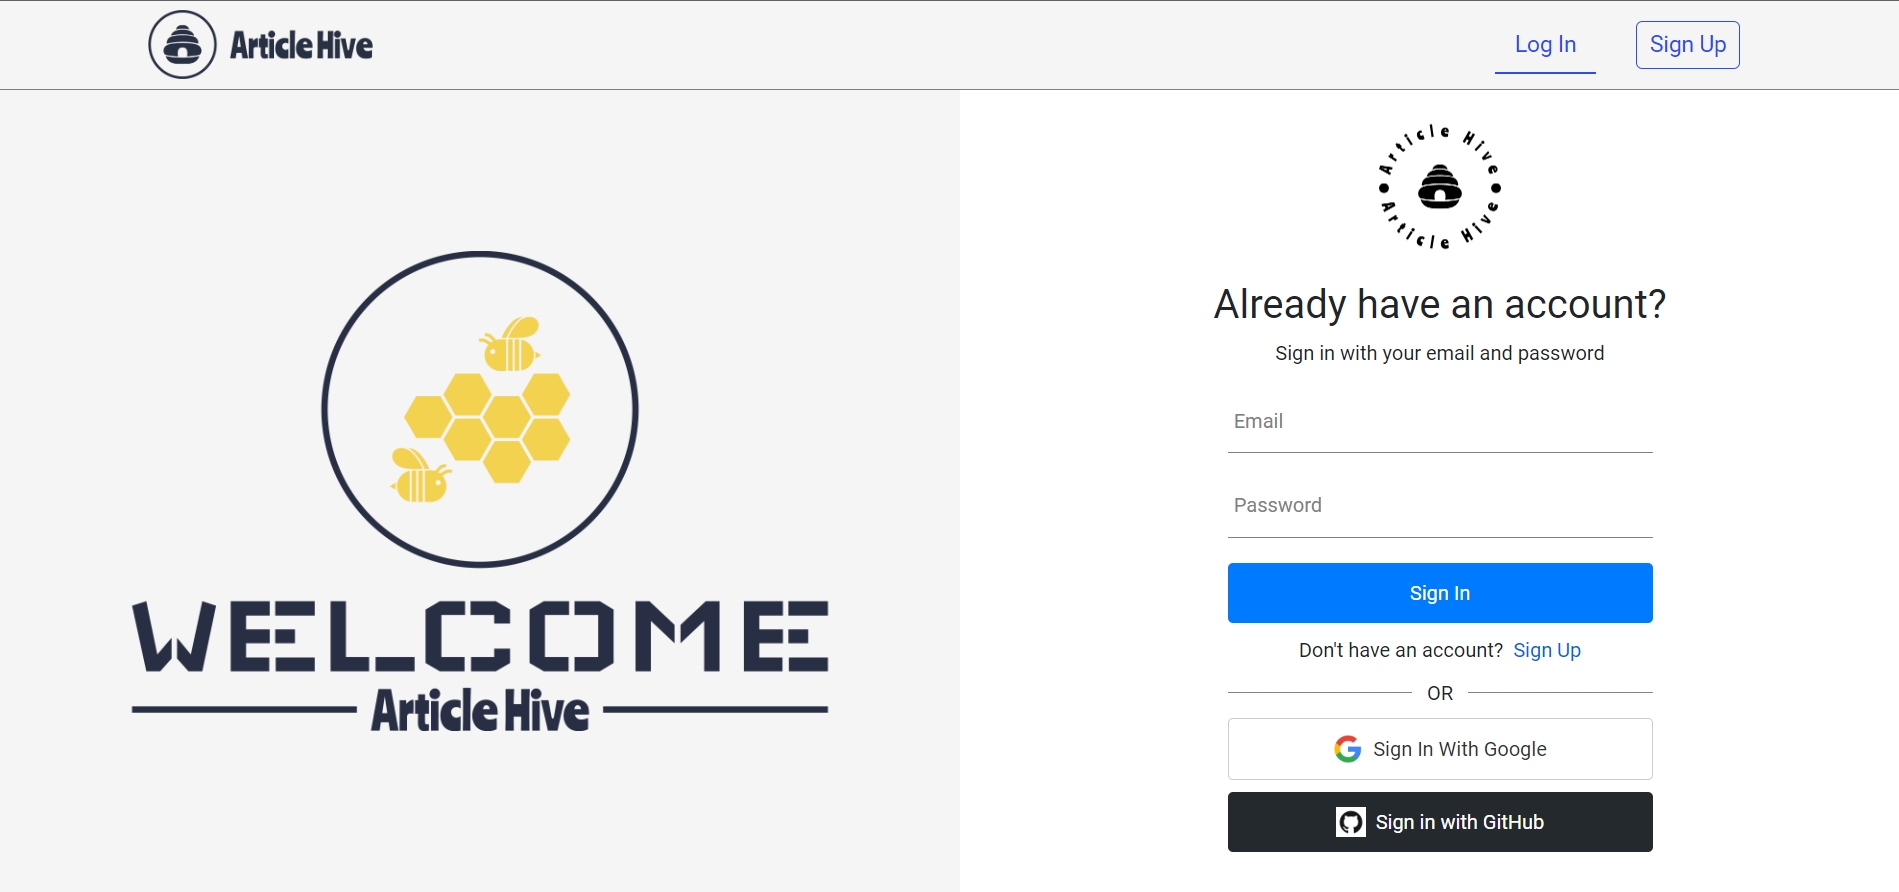 Article Hive
Log In
Sign Up
WELCOME
Article Hive
Article Hive
Article Hive
Already have an account?
Sign in with your email and password
Email
Password
Sign In
Don't have an account? Sign Up
OR
Sign In With Google
Sign in with GitHub